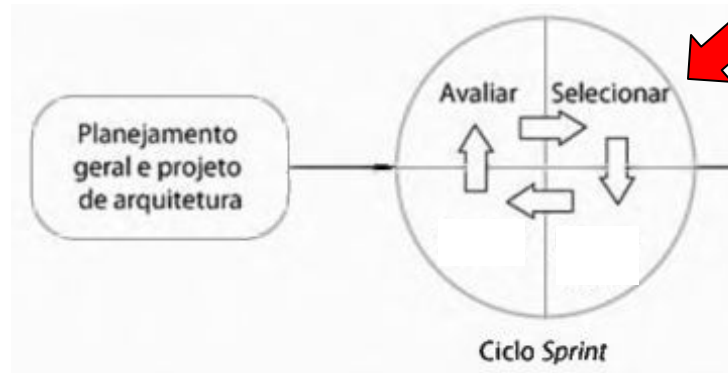 Avaliar
Selecionar
Planejamento
geral e projeto
de arquitetura
Ciclo Sprint